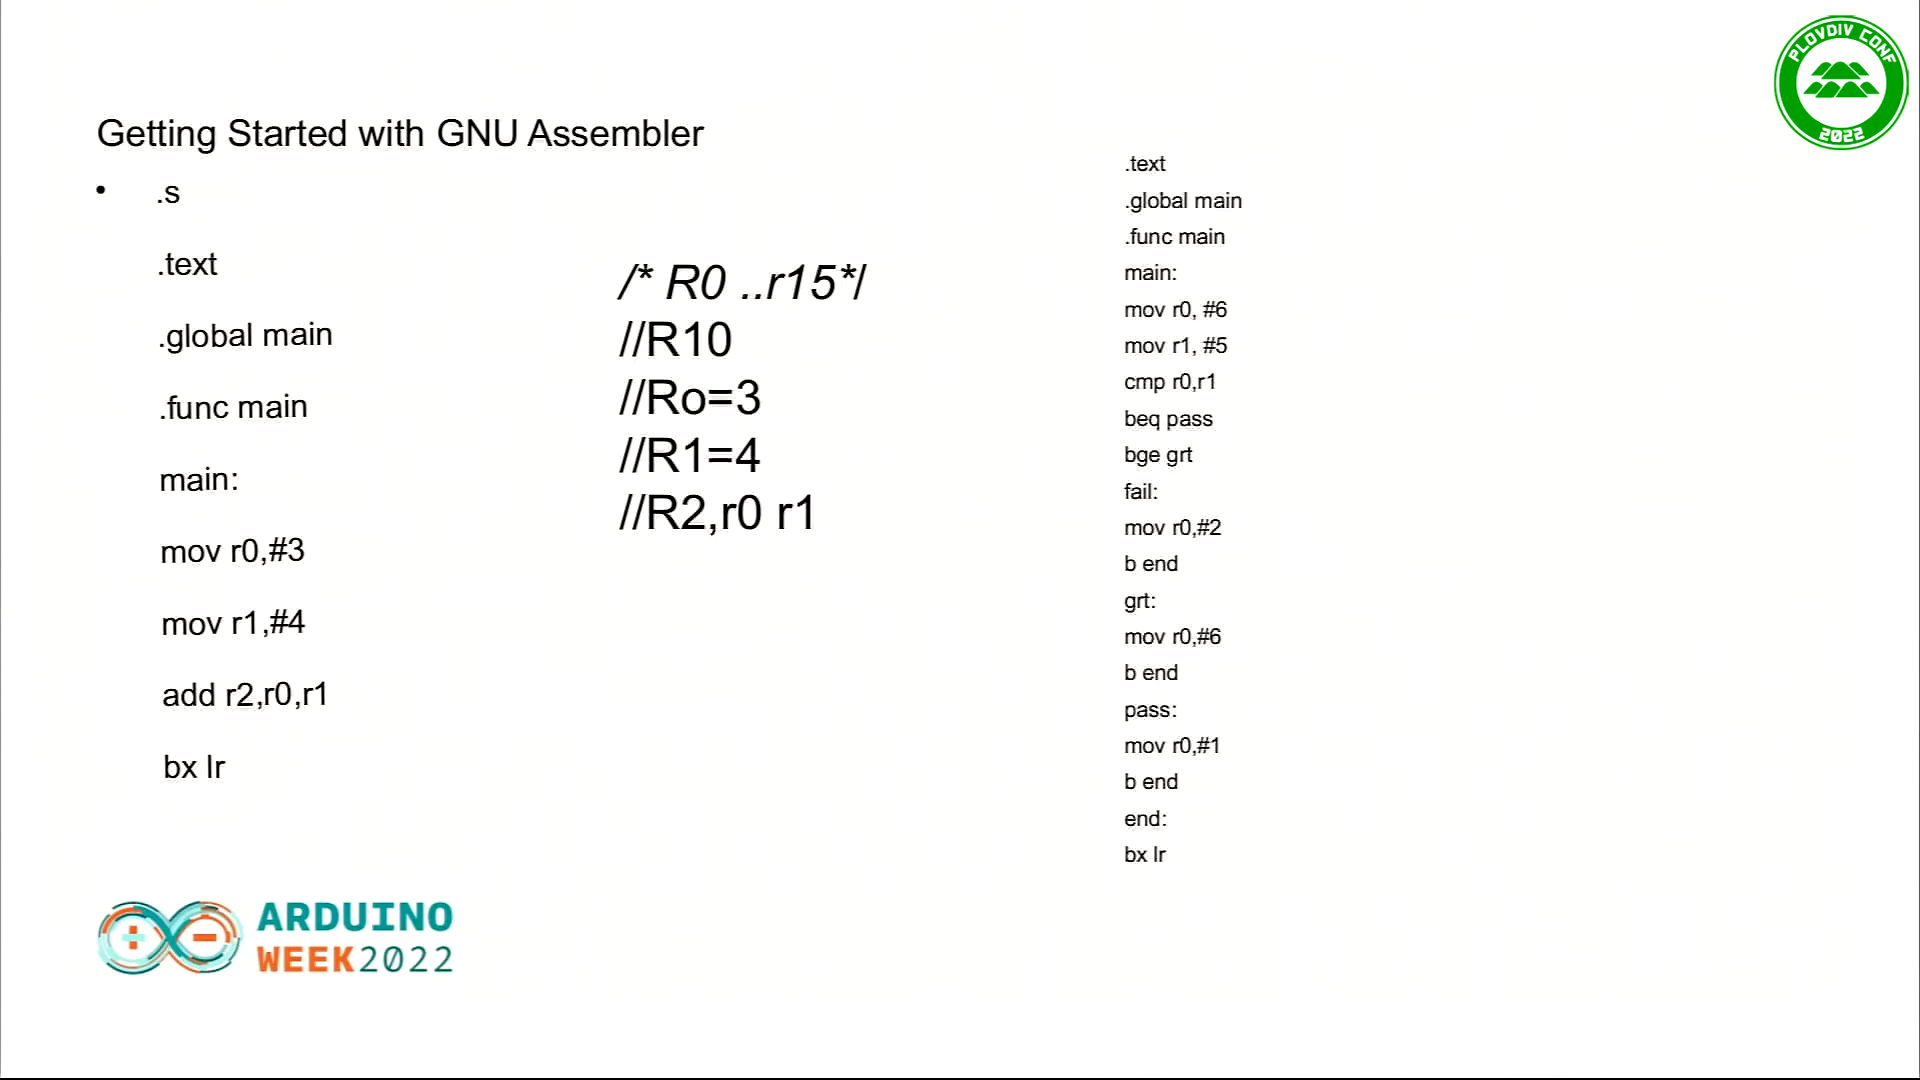 Getting Started with GNU Assembler
• .s
.text
.global main
.func main
main:
mov r0,#3
mov r1,#4
add r2,r0,r1
bx lr
/* R0 ..r15*/
//R10
//Ro=3
//R1=4
//R2,r0 r1
.text
.global main
.func main
main:
mov r0, #6
mov r1, #5
cmp r0,r1
beq pass
bge grt
fail:
mov r0,#2
b end
grt:
mov r0,#6
b end
pass:
mov r0,#1
b end
end:
bx lr
PLOVDIV CONF
2022
ARDUINO
WEEK2022